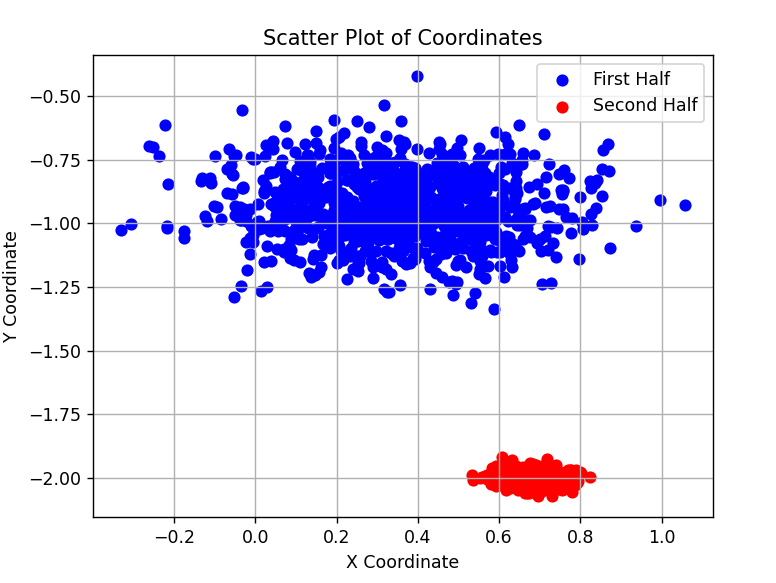 Scatter Plot of Coordinates
First Half
Second Half
−0.50
−0.75
−1.00
−1.25
−1.50
−1.75
−2.00
Y Coordinate
−0.2
0.0
0.2
0.4
0.6
0.8
1.0
X Coordinate